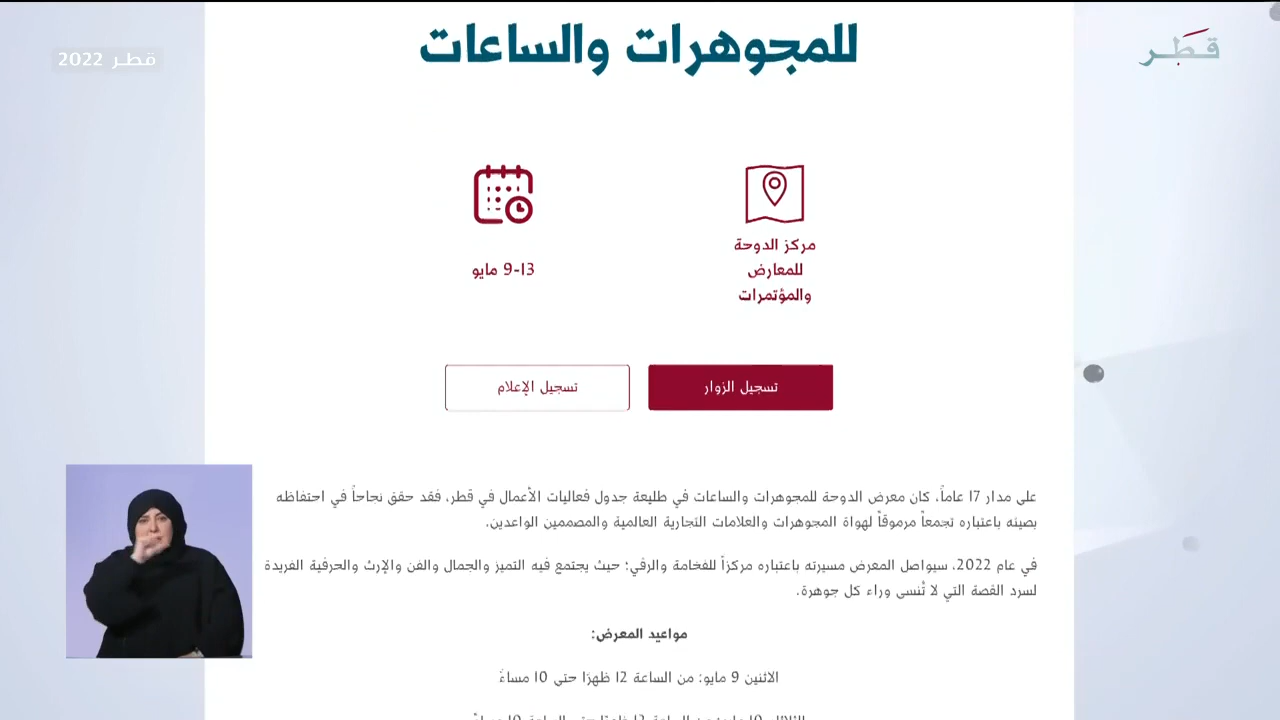 للمجوهرات والساعات
قطر
قطر 2022
مركز الدوحة
للمعارض
والمؤتمرات
9-13 مايو
تسجيل الزوار
تسجيل الإعلام
على مدار 17 عاماً، كان معرض الدوحة للمجوهرات والساعات في طليعة جدول فعاليات الأعمال في قطر، فقد حقق نجاحاً في احتفاظه
بصيته باعتباره تجمعاً مرموقاً لهواة المجوهرات والعلامات التجارية العالمية والمصممين الواعدين.
في عام 2022، سيواصل المعرض مسيرته باعتباره مركزاً للفخامة والرقي؛ حيث يجتمع فيه التميز والجمال والفن والإرث والحرفية الفريدة
لسرد القصة التي لا تُنسى وراء كل جوهرة.
مواعيد المعرض:
الاثنين 9 مايو: من الساعة 12 ظهرًا حتى 10 مساءً